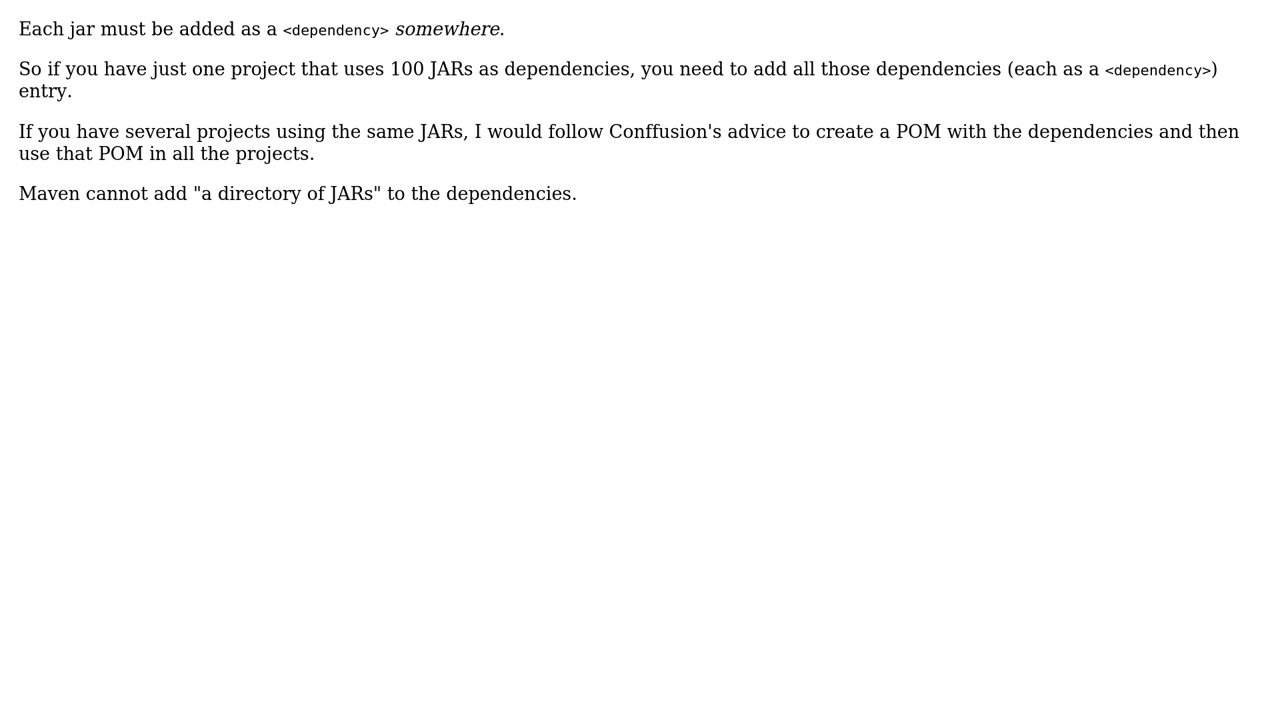 Each jar must be added as a <dependency> somewhere.
So if you have just one project that uses 100 JARs as dependencies, you need to add all those dependencies (each as a <dependency>)
entry.
If you have several projects using the same JARs, I would follow Conffusion's advice to create a POM with the dependencies and then
use that POM in all the projects.
Maven cannot add "a directory of JARs" to the dependencies.